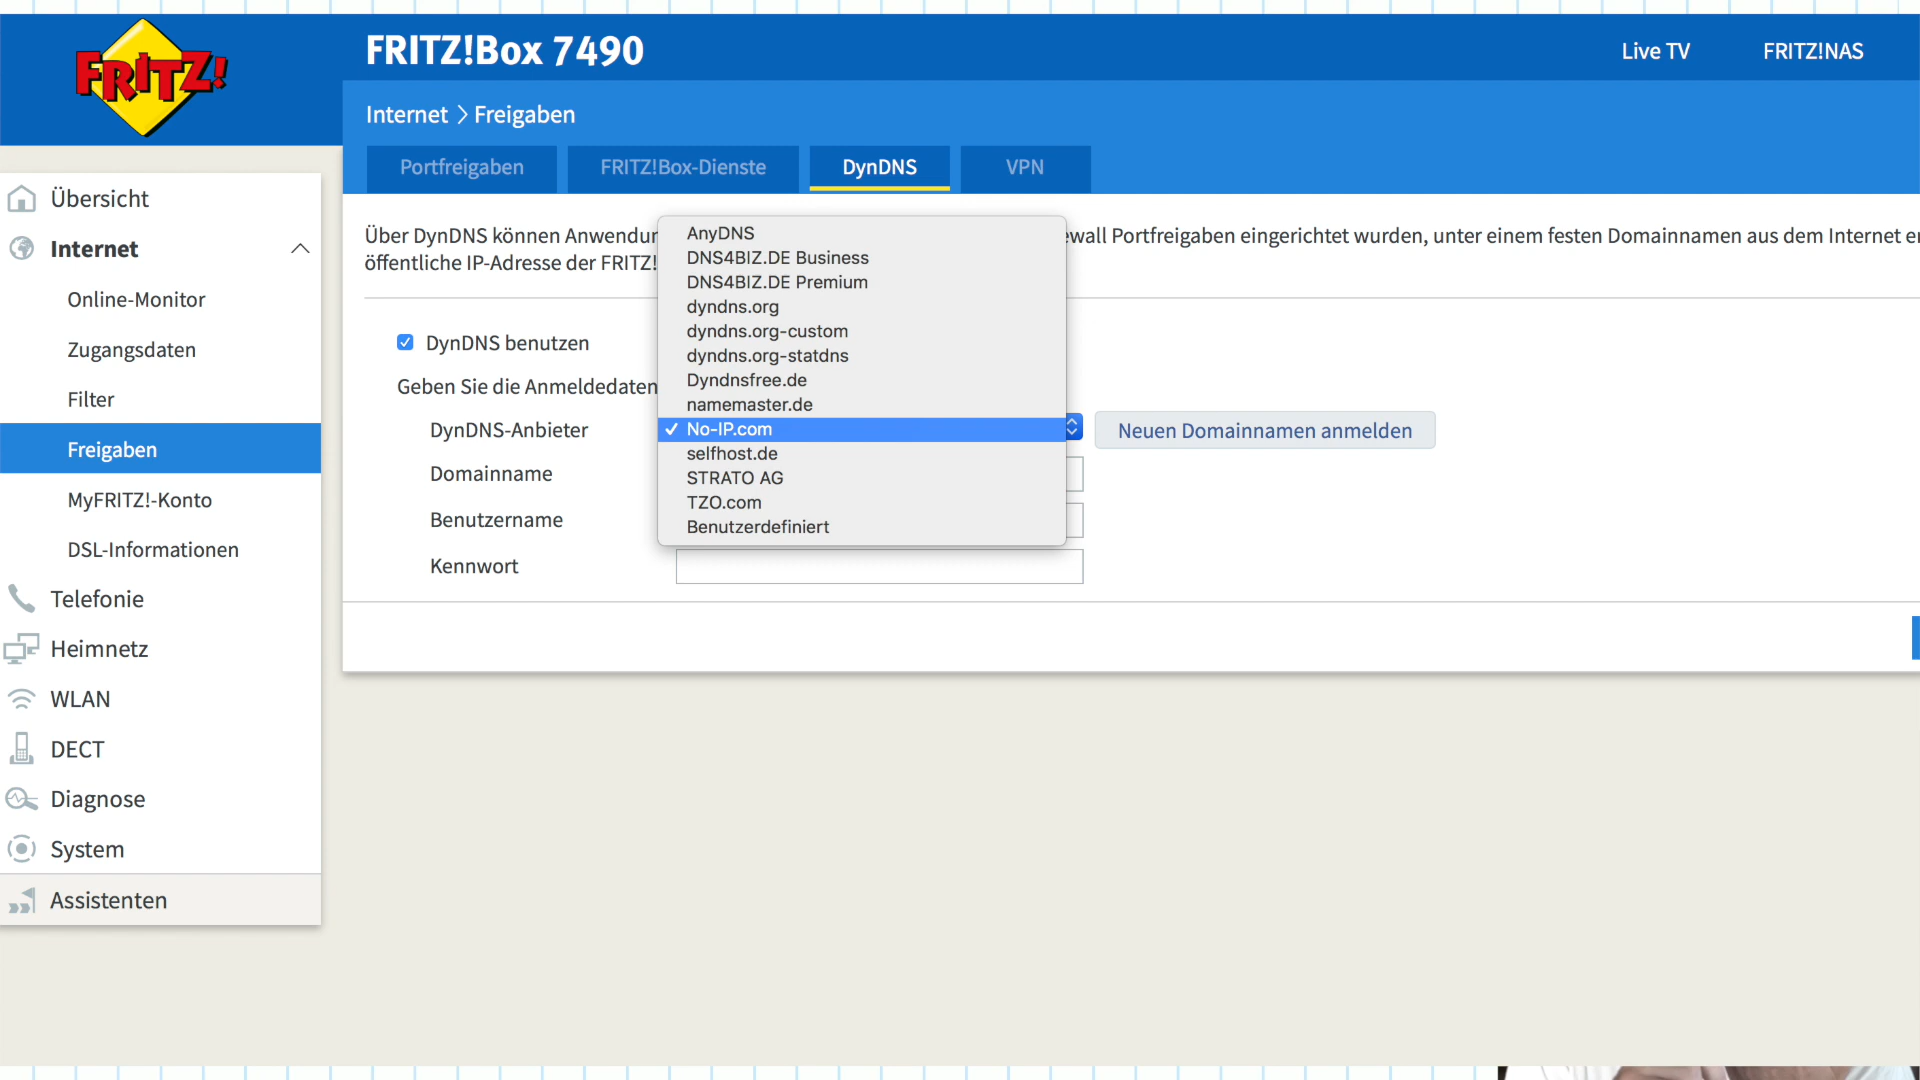 FRITZ!
FRITZ!Box 7490
Live TV
FRITZ!NAS
Internet > Freigaben
Portfreigaben
FRITZ!Box-Dienste
DynDNS
VPN
Übersicht
Internet
Online-Monitor
Zugangsdaten
Filter
Freigaben
MyFRITZ!-Konto
DSL-Informationen
Telefonie
Heimnetz
WLAN
DECT
Diagnose
System
Assistenten
Über DynDNS können Anwendur ewall Portfreigaben eingerichtet wurden, unter einem festen Domainnamen aus dem Internet
öffentliche IP-Adresse der FRITZ!
DynDNS benutzen
Geben Sie die Anmeldedaten
DynDNS-Anbieter
Domainname
Benutzername
Kennwort
AnyDNS
DNS4BIZ.DE Business
DNS4BIZ.DE Premium
dyndns.org
dyndns.org-custom
dyndns.org-statdns
Dyndnsfree.de
namemaster.de
✓ No-IP.com
selfhost.de
STRATO AG
TZO.com
Benutzerdefiniert
Neuen Domainnamen anmelden